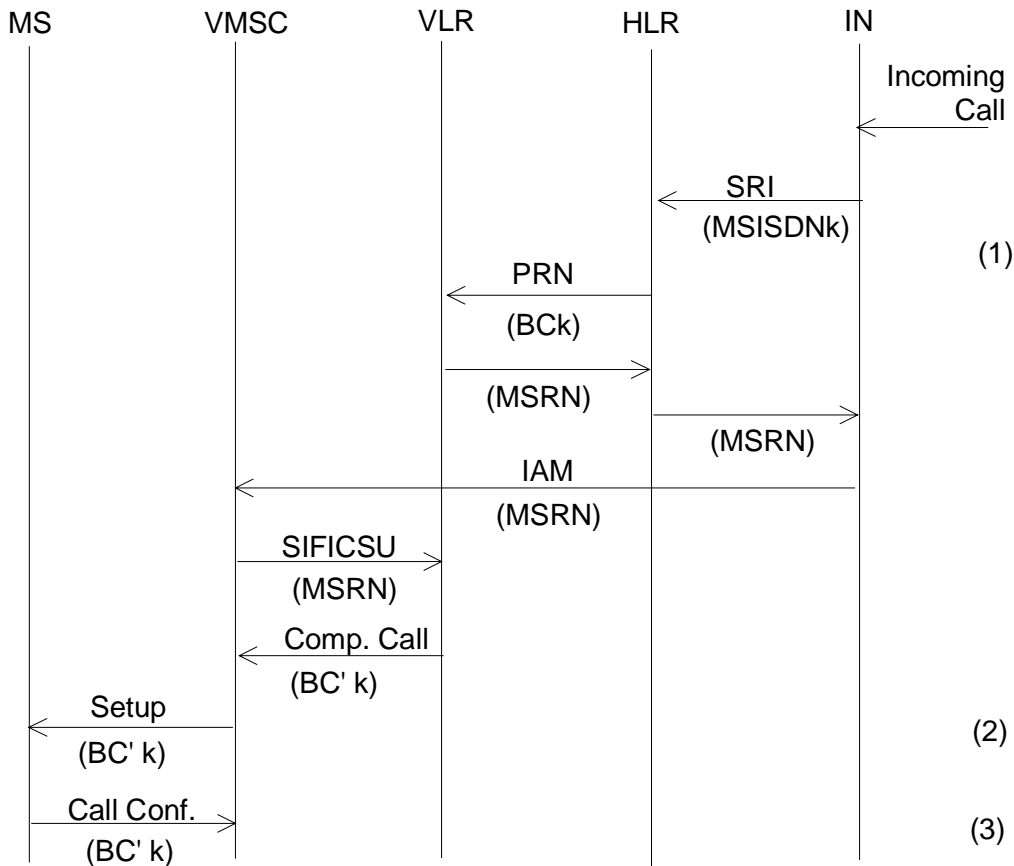 MS VMSC VLR HLR IN
Incoming
Call
SRI
(MSISDNk)
(1)
PRN
(BCk)
(MSRN)
(MSRN)
IAM
(MSRN)
SIFICSU
(MSRN)
Comp. Call
(BC' k)
Setup
(BC' k)
(2)
Call Conf.
(BC' k)
(3)